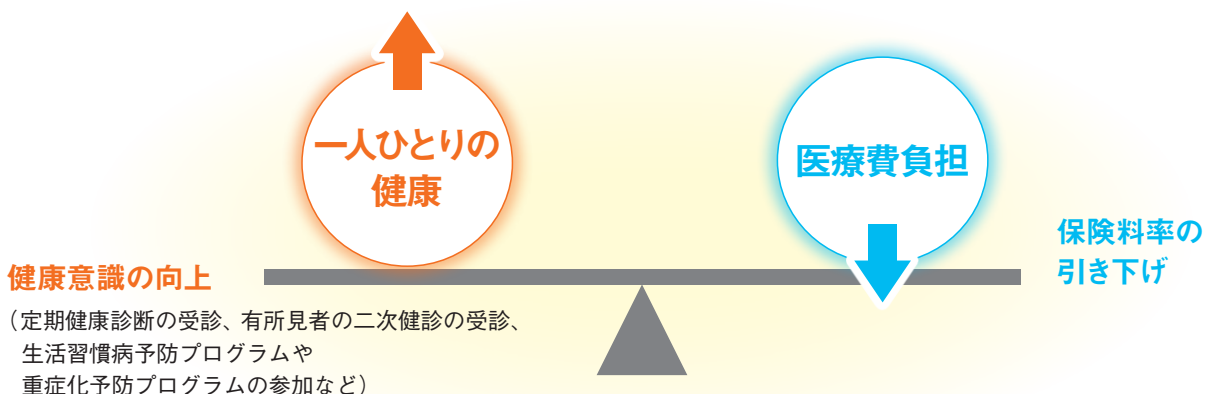 一人ひとりの
健康
医療費負担
保険料率の
引き下げ
健康意識の向上
（定期健康診断の受診、有所見者の二次健診の受診、
生活習慣病予防プログラムや
重症化予防プログラムの参加など）